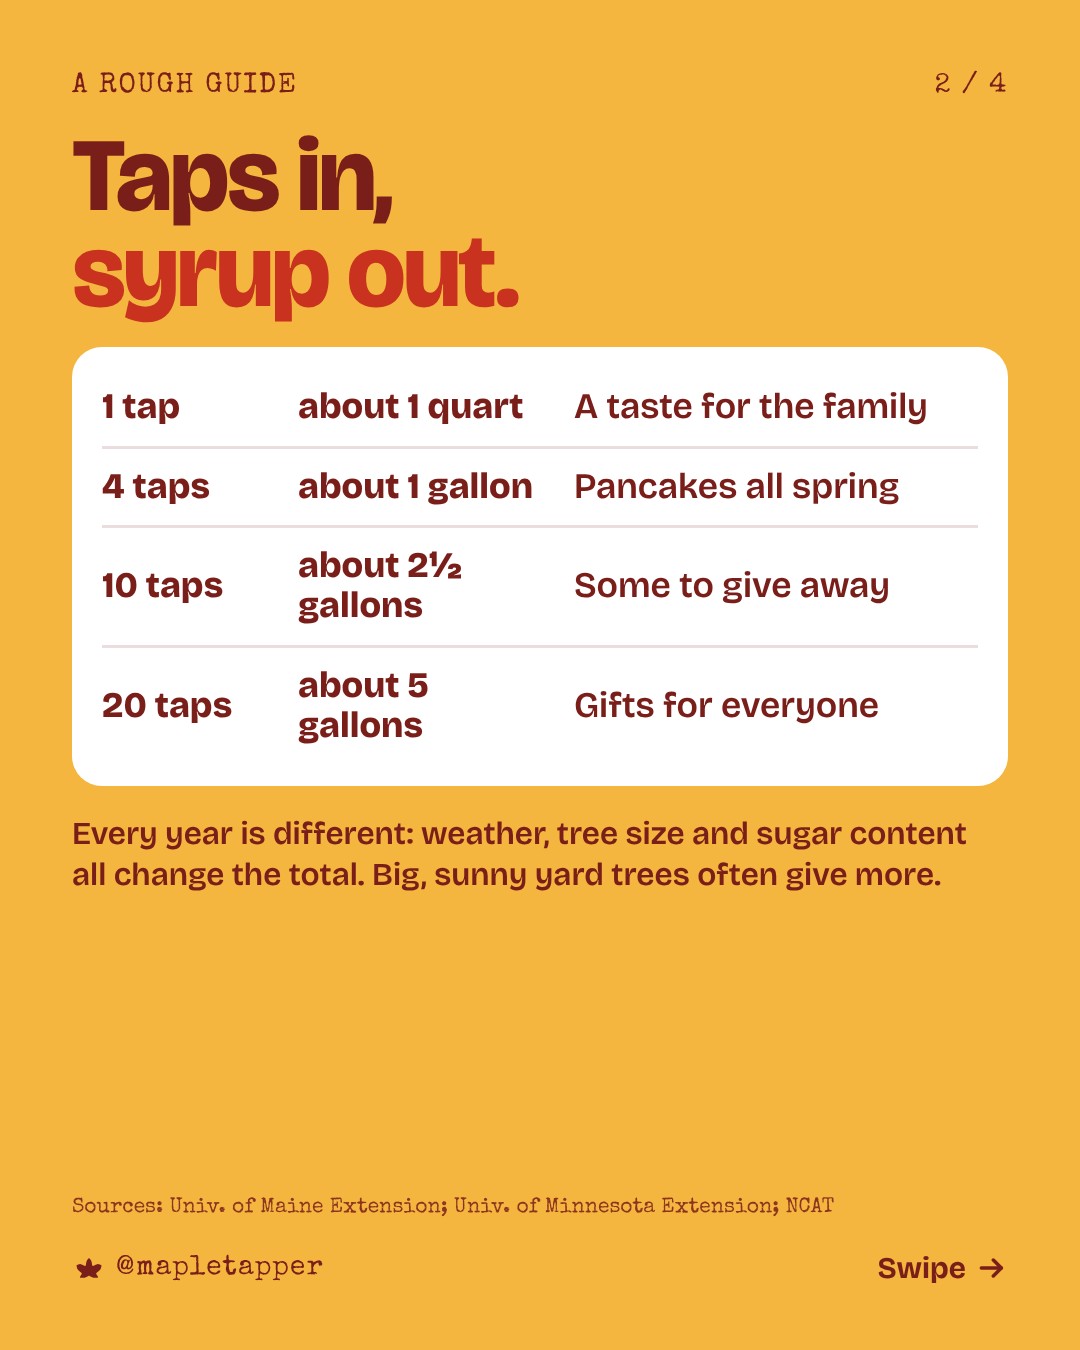 A ROUGH GUIDE
2 / 4
Taps in,
syrup out.
1 tap about 1 quart A taste for the family
4 taps about 1 gallon Pancakes all spring
10 taps about 2½ gallons Some to give away
20 taps about 5 gallons Gifts for everyone
Every year is different: weather, tree size and sugar content
all change the total. Big, sunny yard trees often give more.
Sources: Univ. of Maine Extension; Univ. of Minnesota Extension; NCAT
@mapletapper
Swipe →